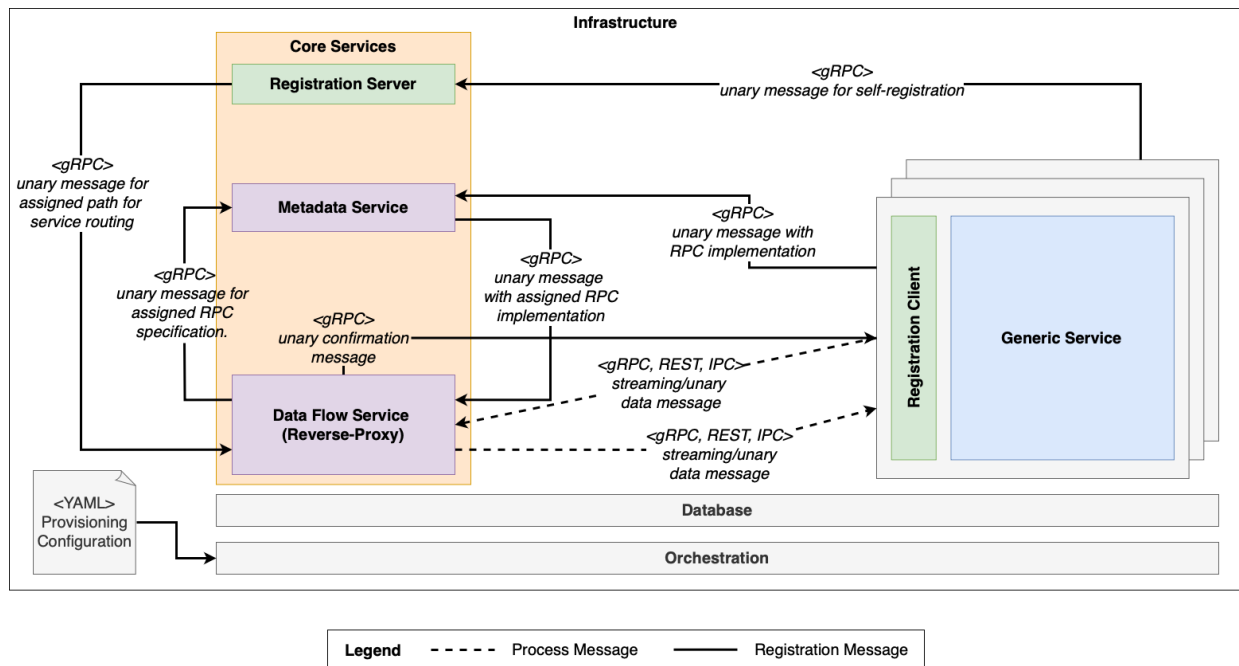 Infrastructure
Core Services
Registration Server
<gRPC>
unary message for self-registration
<gRPC>
unary message for
assigned path for
service routing
Metadata Service
<gRPC>
unary message with
RPC implementation
<gRPC>
unary message for
assigned RPC
specification.
<gRPC>
unary message
with assigned RPC
implementation
<gRPC>
unary confirmation
message
Registration Client
Generic Service
<gRPC, REST, IPC>
streaming/unary
data message
Data Flow Service
(Reverse-Proxy)
<gRPC, REST, IPC>
streaming/unary
data message
<YAML>
Provisioning
Configuration
Database
Orchestration
Legend
Process Message
Registration Message